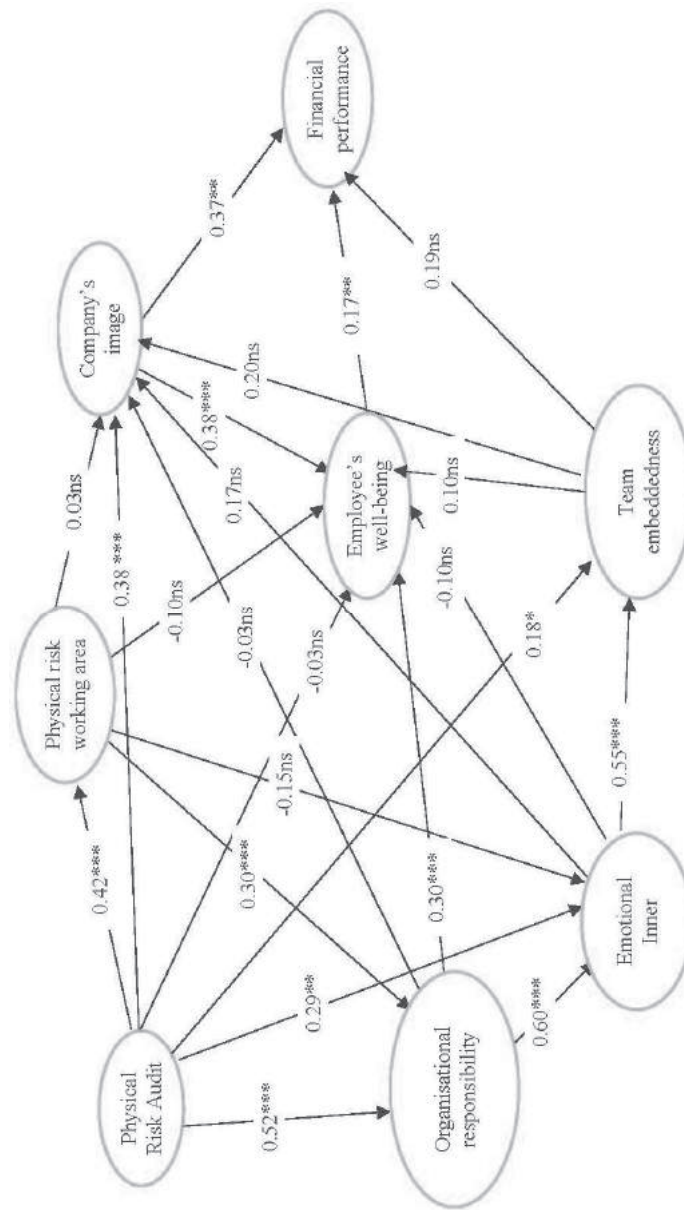 Physical
Risk Audit
Physical risk
working area
Company's
image
Financial
performance
Employee's
well-being
Organisational
responsibility
Emotional
Inner
Team
embeddedness
0.42***
0.03ns
0.38 ***
0.37**
0.38***
-0.10ns
-0.03ns
0.17**
0.20ns
0.17ns
-0.03ns
0.10ns
0.19ns
0.30***
-0.15ns
0.18*
-0.10ns
0.52***
0.29**
0.30***
0.60***
0.55***